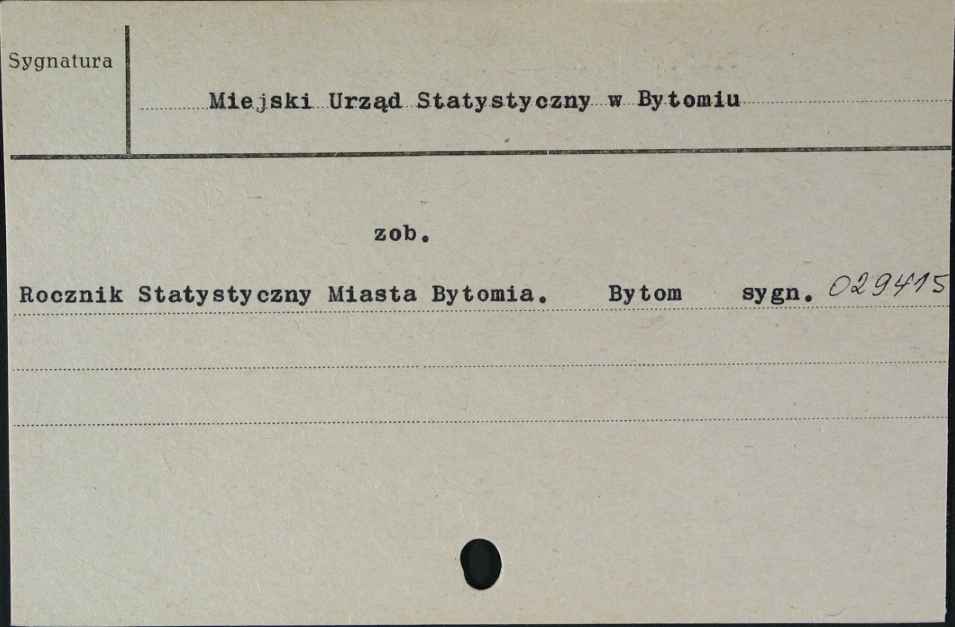 Sygnatura
Miejski Urząd Statystyczny w Bytomiu
zob.
Rocznik Statystyczny Miasta Bytomia. Bytom sygn. 029415